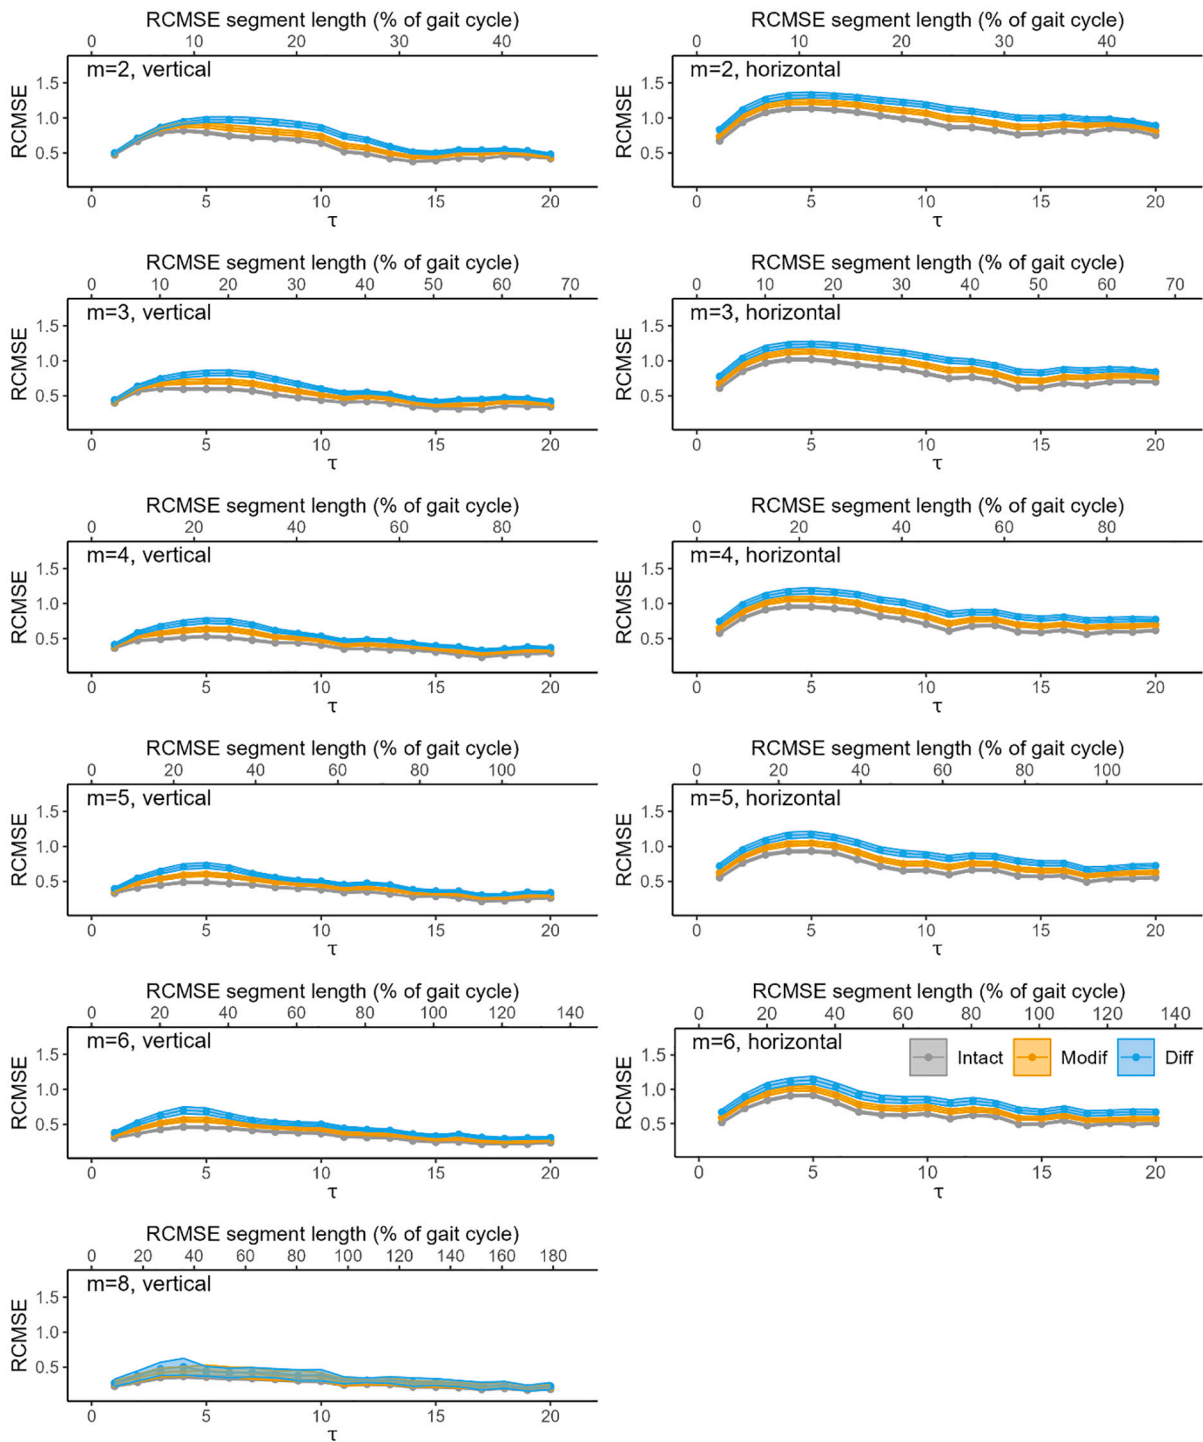 RCMSE segment length (% of gait cycle)
0 10 20 30 40
m=2, vertical
RCMSE
1.5
1.0
0.5
0 5 10 15 20
τ
RCMSE segment length (% of gait cycle)
0 10 20 30 40
m=2, horizontal
RCMSE
1.5
1.0
0.5
0 5 10 15 20
τ
RCMSE segment length (% of gait cycle)
0 10 20 30 40 50 60 70
m=3, vertical
RCMSE
1.5
1.0
0.5
0 5 10 15 20
τ
RCMSE segment length (% of gait cycle)
0 10 20 30 40 50 60 70
m=3, horizontal
RCMSE
1.5
1.0
0.5
0 5 10 15 20
τ
RCMSE segment length (% of gait cycle)
0 20 40 60 80
m=4, vertical
RCMSE
1.5
1.0
0.5
0 5 10 15 20
τ
RCMSE segment length (% of gait cycle)
0 20 40 60 80
m=4, horizontal
RCMSE
1.5
1.0
0.5
0 5 10 15 20
τ
RCMSE segment length (% of gait cycle)
0 20 40 60 80 100
m=5, vertical
RCMSE
1.5
1.0
0.5
0 5 10 15 20
τ
RCMSE segment length (% of gait cycle)
0 20 40 60 80 100
m=5, horizontal
RCMSE
1.5
1.0
0.5
0 5 10 15 20
τ
RCMSE segment length (% of gait cycle)
0 20 40 60 80 100 120 140
m=6, vertical
RCMSE
1.5
1.0
0.5
0 5 10 15 20
τ
RCMSE segment length (% of gait cycle)
0 20 40 60 80 100 120 140
m=6, horizontal
Intact Modif Diff
RCMSE
1.5
1.0
0.5
0 5 10 15 20
τ
RCMSE segment length (% of gait cycle)
0 20 40 60 80 100 120 140 160 180
m=8, vertical
RCMSE
1.5
1.0
0.5
0 5 10 15 20
τ